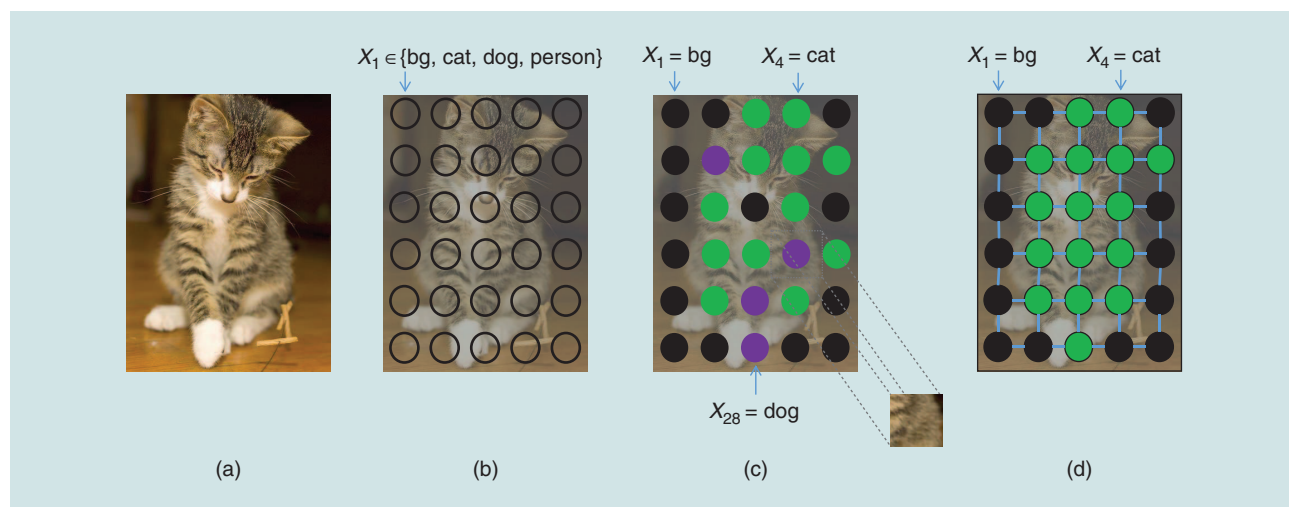 X₁ ∈ {bg, cat, dog, person}
X₁ = bg
X₄ = cat
X₁ = bg
X₄ = cat
X₂₈ = dog
(a)
(b)
(c)
(d)